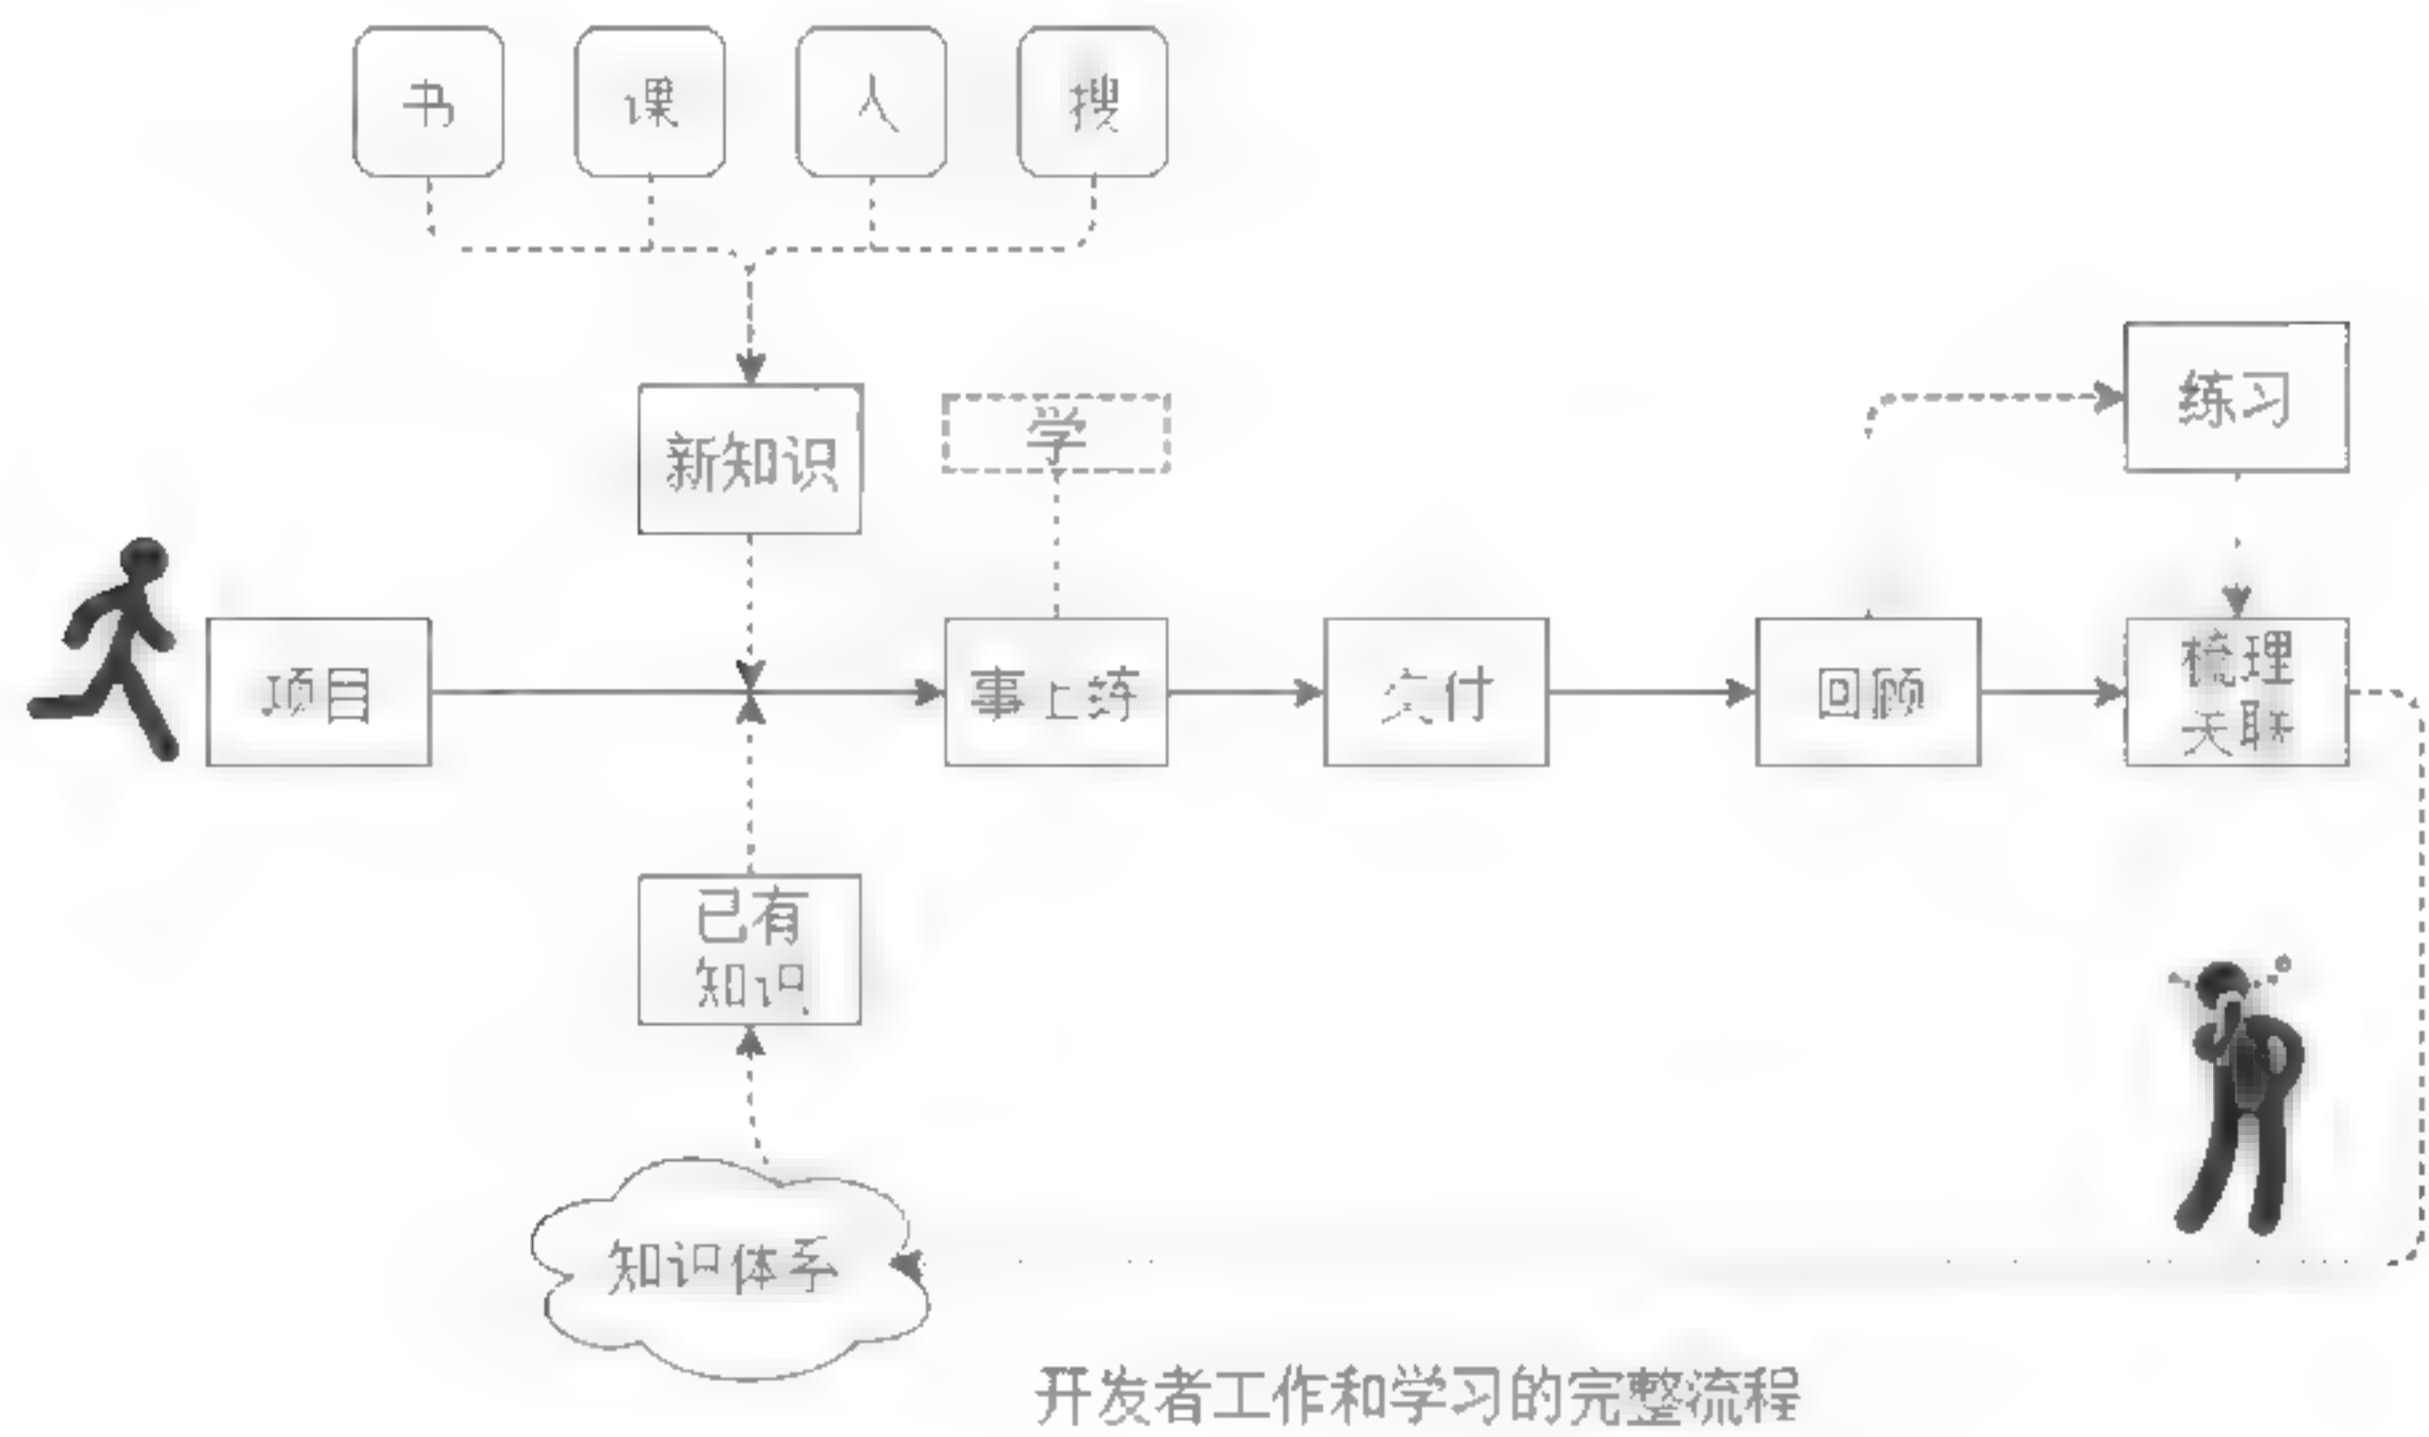 书
课
人
搜
新知识
学
练习
项目
事上练
交付
回顾
梳理
关联
已有
知识
知识体系
开发者工作和学习的完整流程